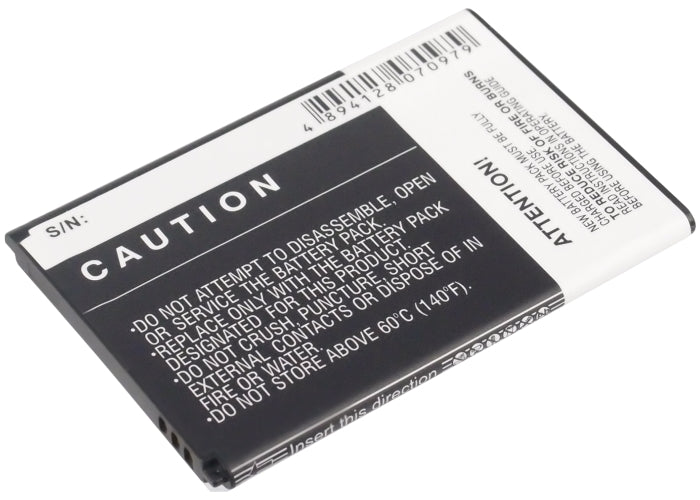 4 894128 070979
S/N:
CAUTION
•DO NOT ATTEMPT TO DISASSEMBLE, OPEN
OR SERVICE THE BATTERY PACK.
•REPLACE ONLY WITH THE BATTERY PACK
DESIGNATED FOR THIS PRODUCT.
•DO NOT CRUSH, PUNCTURE, SHORT
EXTERNAL CONTACTS OR DISPOSE OF IN
FIRE OR WATER.
•DO NOT STORE ABOVE 60°C (140°F).
ATTENTION!
NEW BATTERY PACK MUST BE FULLY
CHARGED BEFORE USE.
TO REDUCE RISK OF FIRE OR BURNS
READ INSTRUCTIONS IN OPERATING GUIDE
BEFORE USING THE BATTERY.
Insert this direction